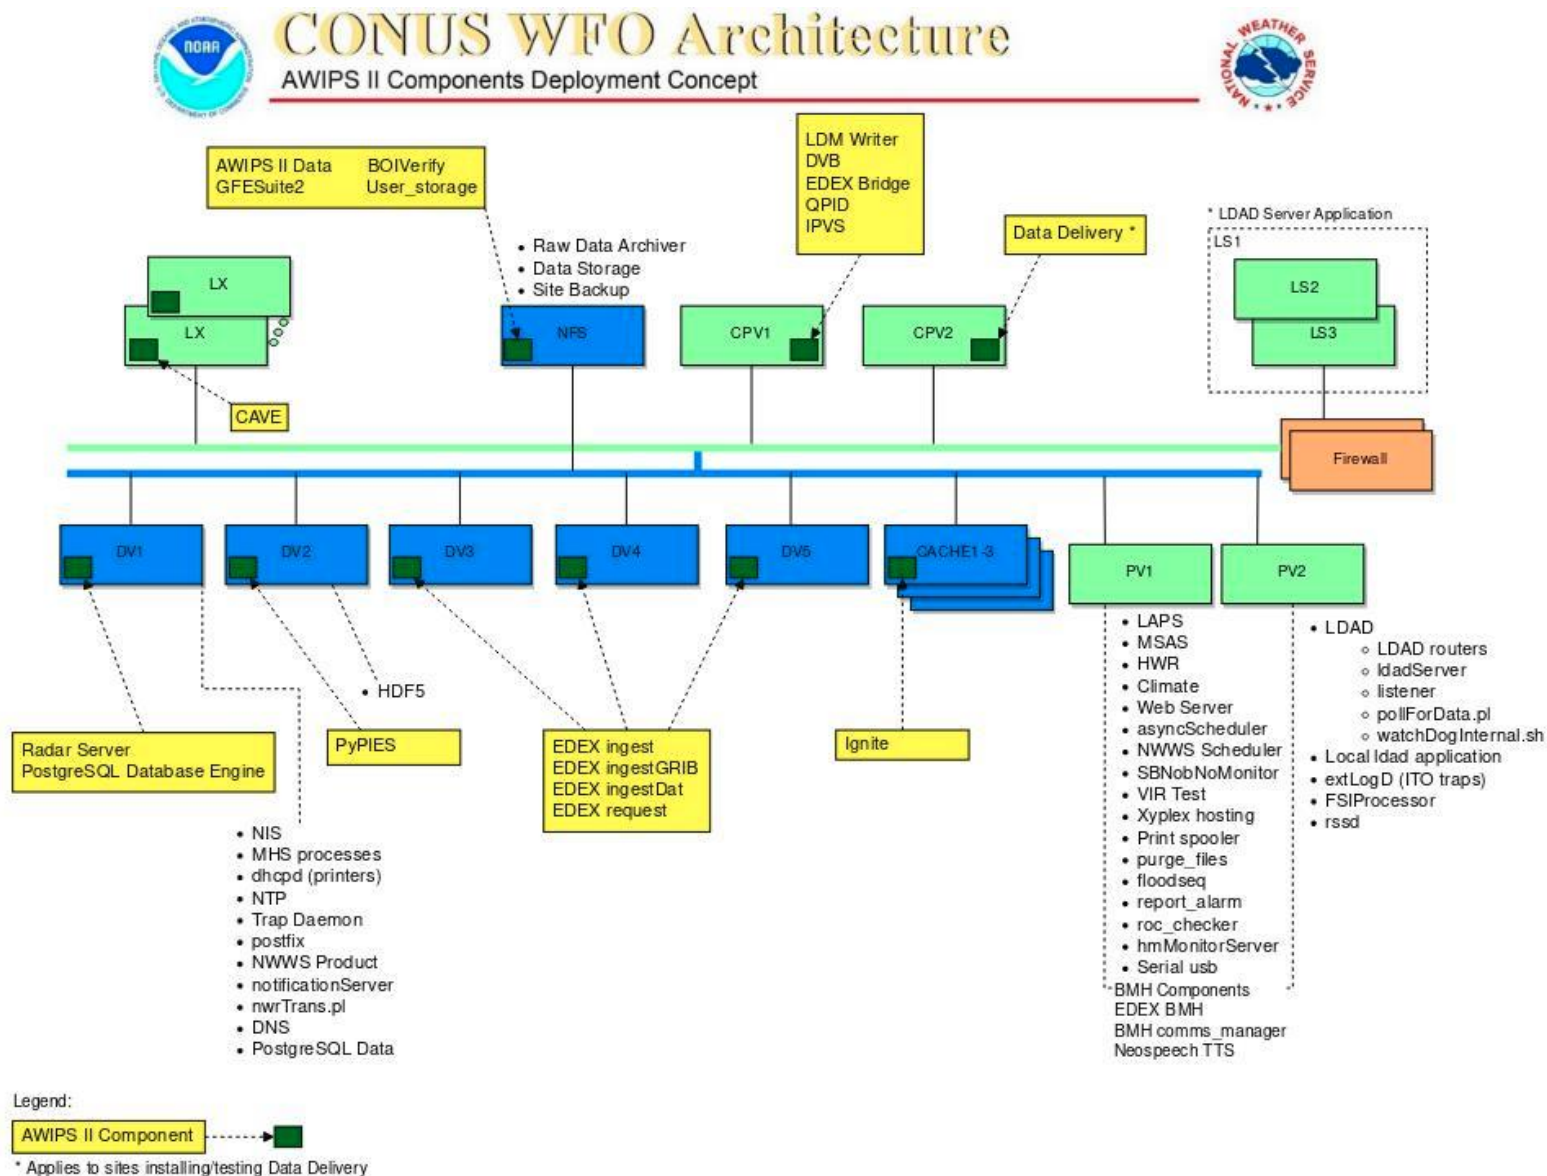 CONUS WFO Architecture
AWIPS II Components Deployment Concept
NOAA
NATIONAL WEATHER SERVICE
LDM Writer
DVB
EDEX Bridge
QPID
IPVS
AWIPS II Data BOIVerify
GFESuite2 User_storage
Data Delivery *
* LDAD Server Application
LS1
• Raw Data Archiver
• Data Storage
• Site Backup
LX
LX
NFS
CPV1
CPV2
LS2
LS3
CAVE
Firewall
DV1
DV2
DV3
DV4
DV5
CACHE1-3
PV1
PV2
• HDF5
Radar Server
PostgreSQL Database Engine
PyPIES
EDEX ingest
EDEX ingestGRIB
EDEX ingestDat
EDEX request
Ignite
• LAPS
• MSAS
• HWR
• Climate
• Web Server
• asyncScheduler
• NWWS Scheduler
• SBNobNoMonitor
• VIR Test
• Xyplex hosting
• Print spooler
• purge_files
• floodseq
• report_alarm
• roc_checker
• hmMonitorServer
• Serial usb
BMH Components
EDEX BMH
BMH comms_manager
Neospeech TTS
• LDAD
◦ LDAD routers
◦ ldadServer
◦ listener
◦ pollForData.pl
◦ watchDogInternal.sh
• Local ldad application
• extLogD (ITO traps)
• FSIProcessor
• rssd
• NIS
• MHS processes
• dhcpd (printers)
• NTP
• Trap Daemon
• postfix
• NWWS Product
• notificationServer
• nwrTrans.pl
• DNS
• PostgreSQL Data
Legend:
AWIPS II Component
* Applies to sites installing/testing Data Delivery